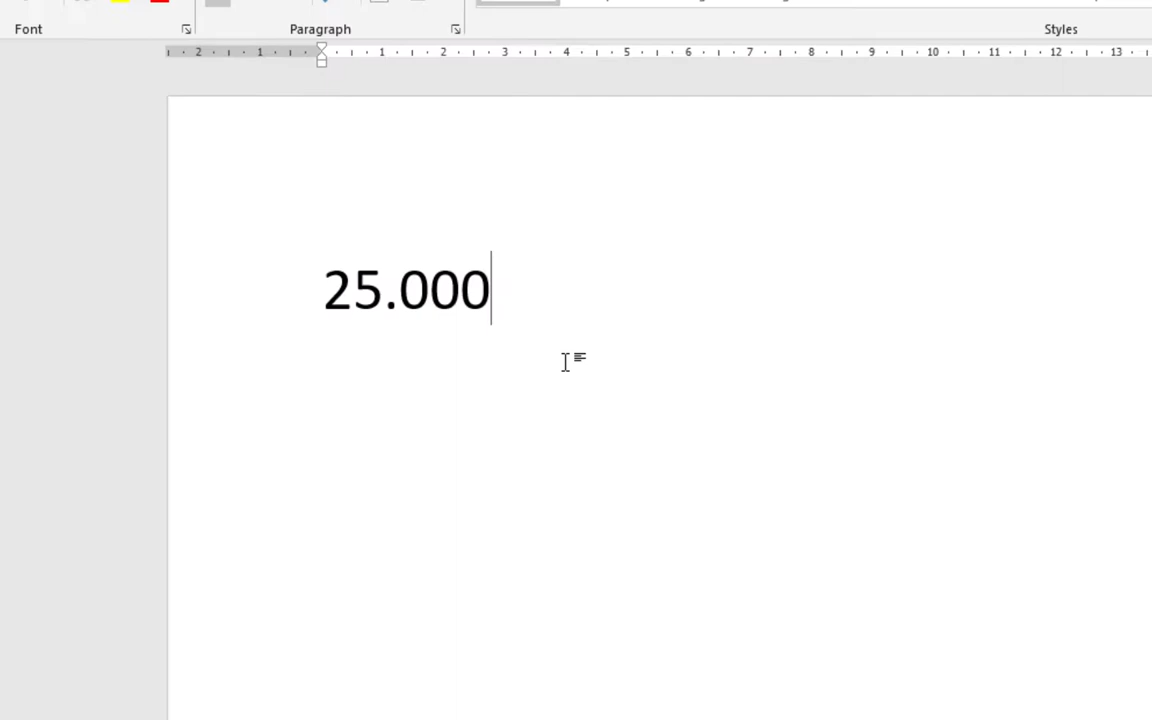 Font
Paragraph
Styles
2 1 1 2 3 4 5 6 7 8 9 10 11 12 13
25.000